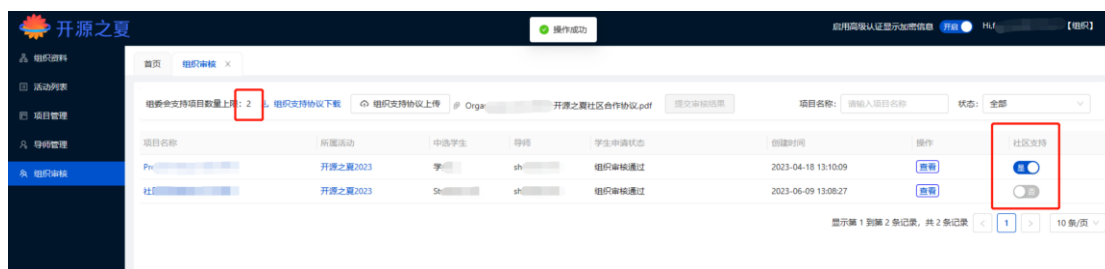 开源之夏
操作成功
启用高级认证显示加密信息 开启 Hi,f 【组织】
组织资料
活动列表
项目管理
导师管理
组织审核
首页 组织审核 ×
组委会支持项目数量上限：2 组织支持协议下载 组织支持协议上传 Orga 开源之夏社区合作协议.pdf 提交审核结果 项目名称： 请输入项目名称 状态： 全部
项目名称 所属活动 中选学生 导师 学生申请状态 创建时间 操作 社区支持
Pro 开源之夏2023 学 sh 组织审核通过 2023-04-18 13:10:09 查看 是
社 开源之夏2023 Sh 组织审核通过 2023-06-09 13:08:27 查看 否
显示第 1 到第 2 条记录，共 2 条记录 < 1 > 10 条/页